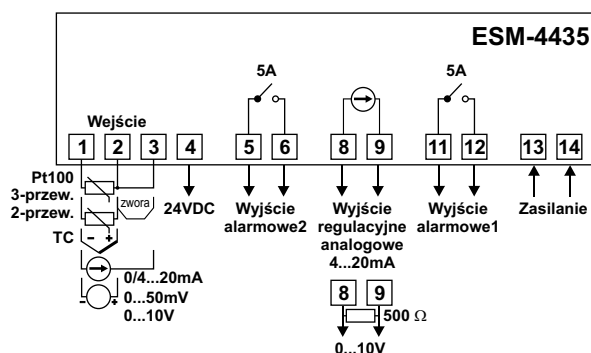 ESM-4435
5A
5A
Wejście
1 2 3 4 5 6 8 9 11 12 13 14
Pt100
3-przew.
2-przew.
zwora
TC
- +
24VDC
Wyjście
alarmowe2
Wyjście
regulacyjne
analogowe
4...20mA
Wyjście
alarmowe1
Zasilanie
0/4...20mA
- +
0...50mV
0...10V
8 9
500 Ω
0...10V